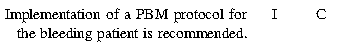 Implementation of a PBM protocol for I C
the bleeding patient is recommended.